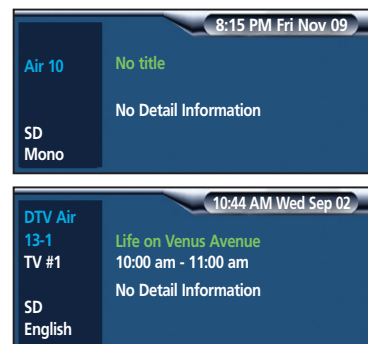 8:15 PM Fri Nov 09
Air 10
No title
No Detail Information
SD
Mono
10:44 AM Wed Sep 02
DTV Air
13-1
Life on Venus Avenue
TV #1
10:00 am - 11:00 am
No Detail Information
SD
English